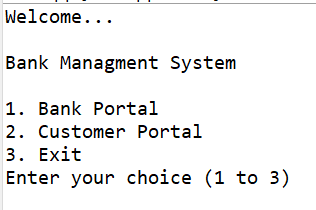 Welcome...
Bank Managment System
1. Bank Portal
2. Customer Portal
3. Exit
Enter your choice (1 to 3)